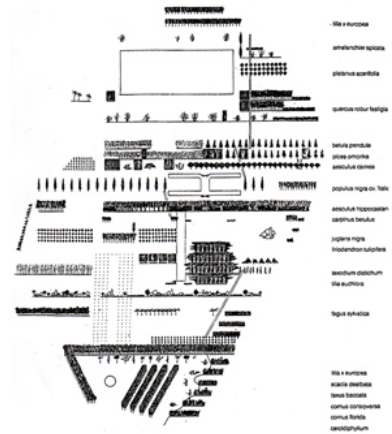 tilia x europea
amelanchier spicata
platanus acerifolia
quercus robur fastigia
betula pendula
picea omorika
aesculus carnea
populus nigra cv. italic
aesculus hippocastan
carpinus betulus
juglans nigra
liriodendron tulipifera
taxodium distichum
tilia euchlora
fagus sylvatica
tilia x europea
acacia dealbata
taxus baccata
cornus controversa
cornus florida
cercidiphyllum